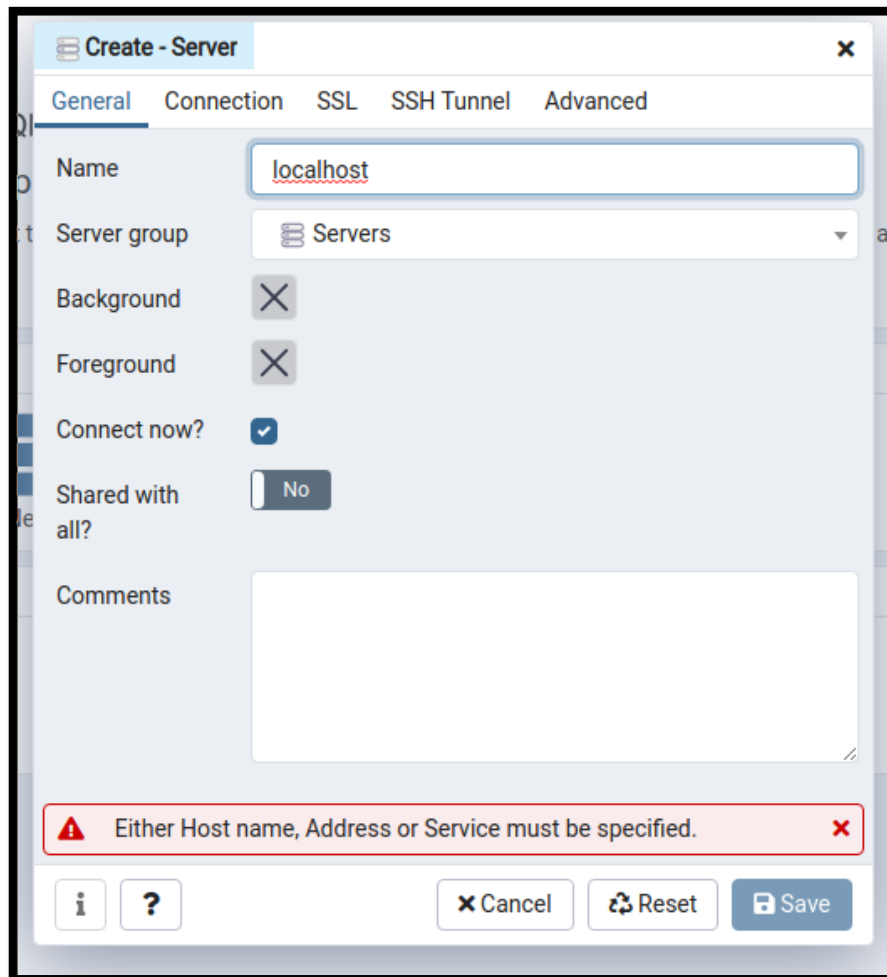 Create - Server
General Connection SSL SSH Tunnel Advanced
Name localhost
Server group Servers
Background
Foreground
Connect now?
Shared with all? No
Comments
Either Host name, Address or Service must be specified.
i ? Cancel Reset Save